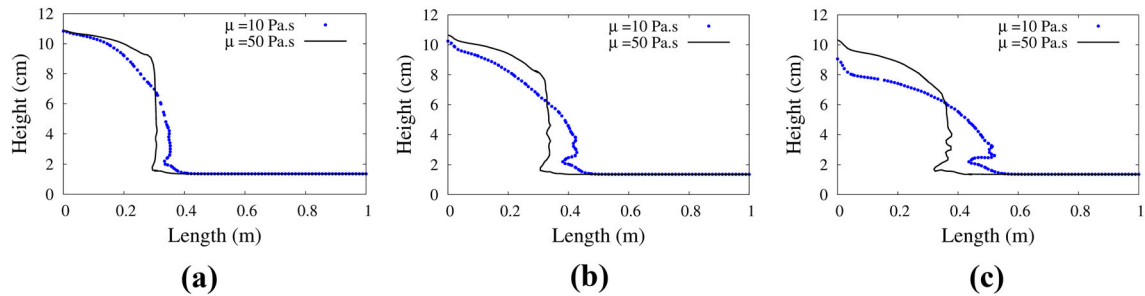 μ =10 Pa.s
μ =50 Pa.s
Height (cm)
12
10
8
6
4
2
0
0 0.2 0.4 0.6 0.8 1
Length (m)
(a)
μ =10 Pa.s
μ =50 Pa.s
Height (cm)
12
10
8
6
4
2
0
0 0.2 0.4 0.6 0.8 1
Length (m)
(b)
μ =10 Pa.s
μ =50 Pa.s
Height (cm)
12
10
8
6
4
2
0
0 0.2 0.4 0.6 0.8 1
Length (m)
(c)